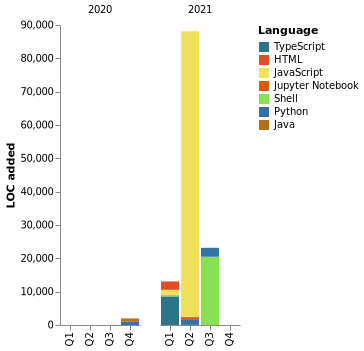 2020 2021
Language
TypeScript
HTML
JavaScript
Jupyter Notebook
Shell
Python
Java
LOC added
90,000
80,000
70,000
60,000
50,000
40,000
30,000
20,000
10,000
0
Q1 Q2 Q3 Q4 Q1 Q2 Q3 Q4